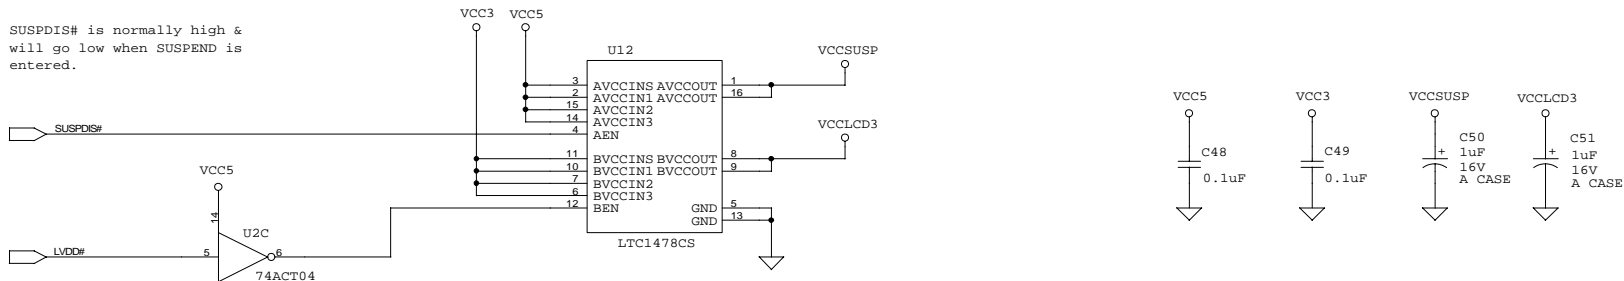 SUSPDIS# is normally high &
will go low when SUSPEND is
entered.
VCC3 VCC5
U12
VCCSUSP
3 AVCCINS AVCCOUT 1
2 AVCCIN1 AVCCOUT 16
15 AVCCIN2
14 AVCCIN3
SUSPDIS# 4 AEN
VCCLCD3
11 BVCCINS BVCCOUT 8
10 BVCCIN1 BVCCOUT 9
7 BVCCIN2
6 BVCCIN3
12 BEN GND 5
GND 13
LTC1478CS
VCC5
14
U2C
LVDD# 5 6
74ACT04
VCC5 VCC3 VCCSUSP VCCLCD3
C48
0.1uF
C49
0.1uF
+ C50
1uF
16V
A CASE
+ C51
1uF
16V
A CASE